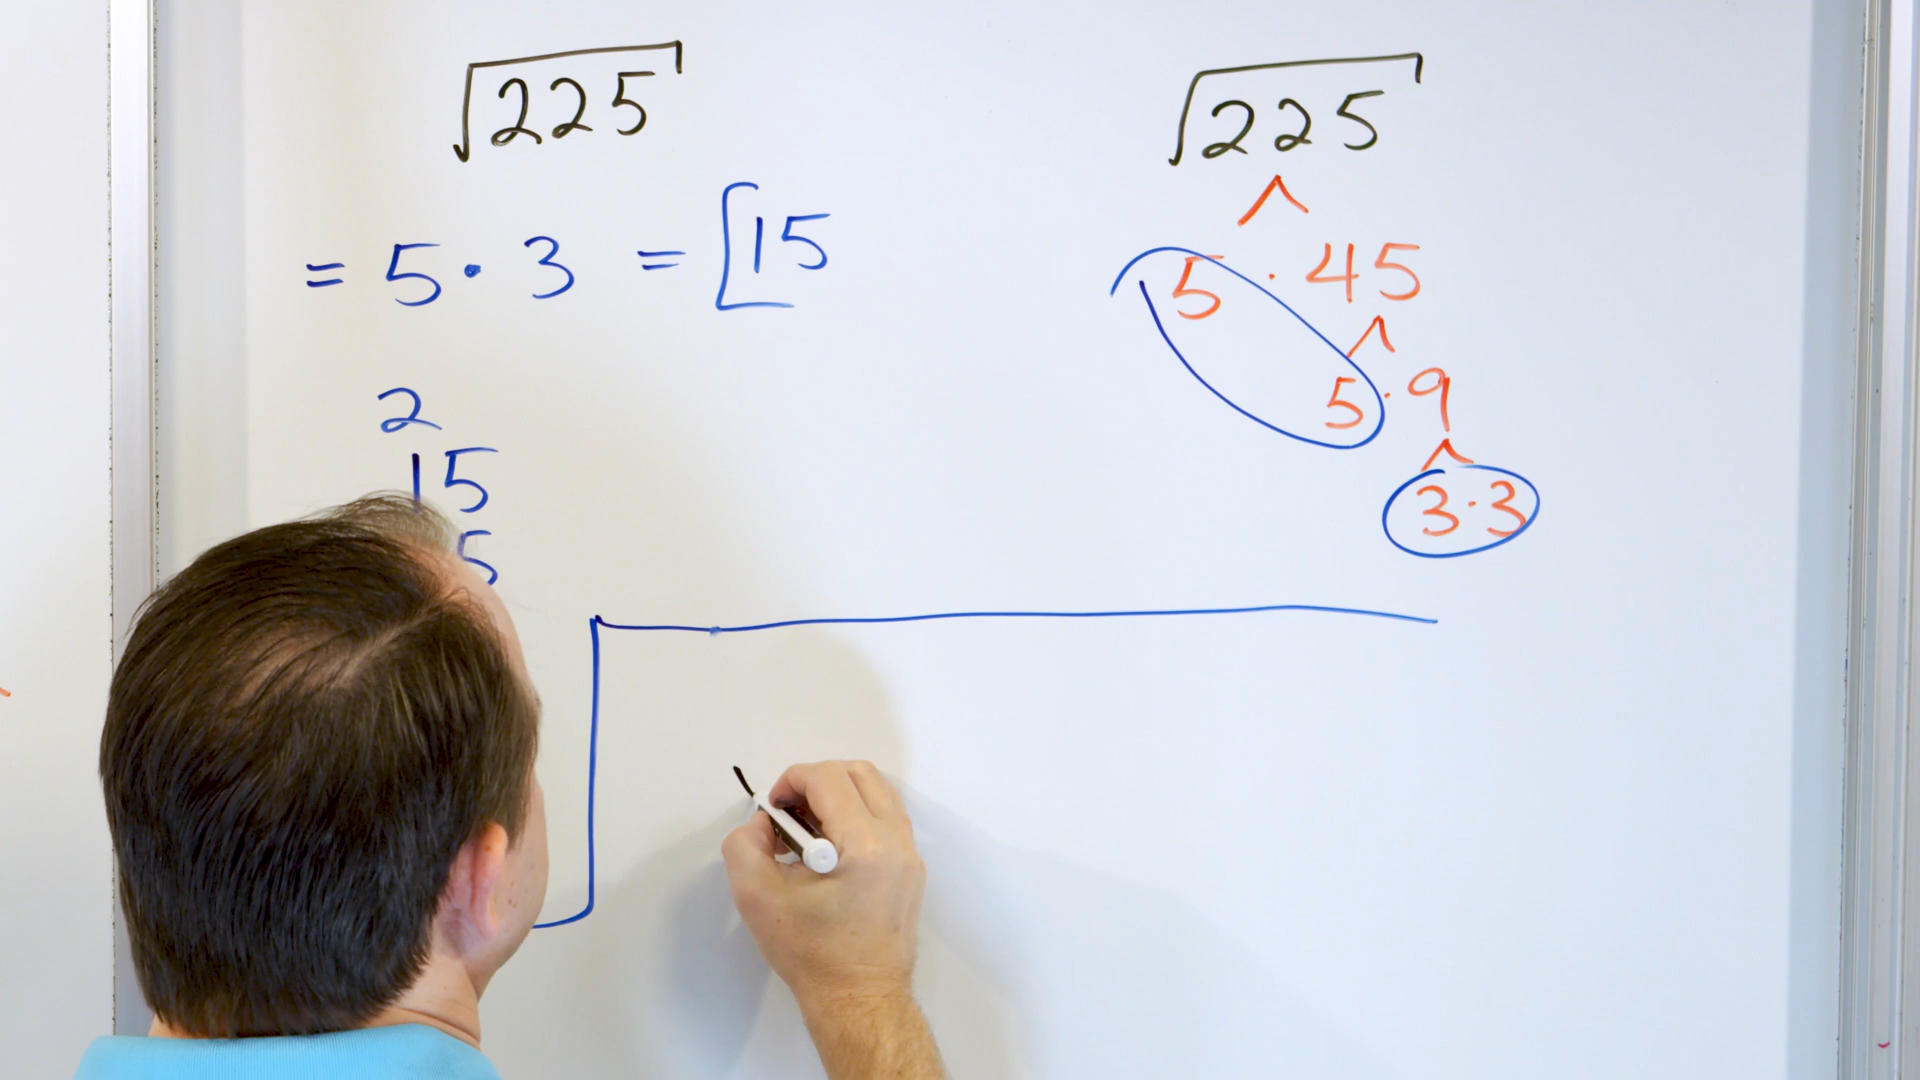 √225
= 5 · 3 = [15
2
15
5
√225
5 · 45
5 · 9
3 · 3